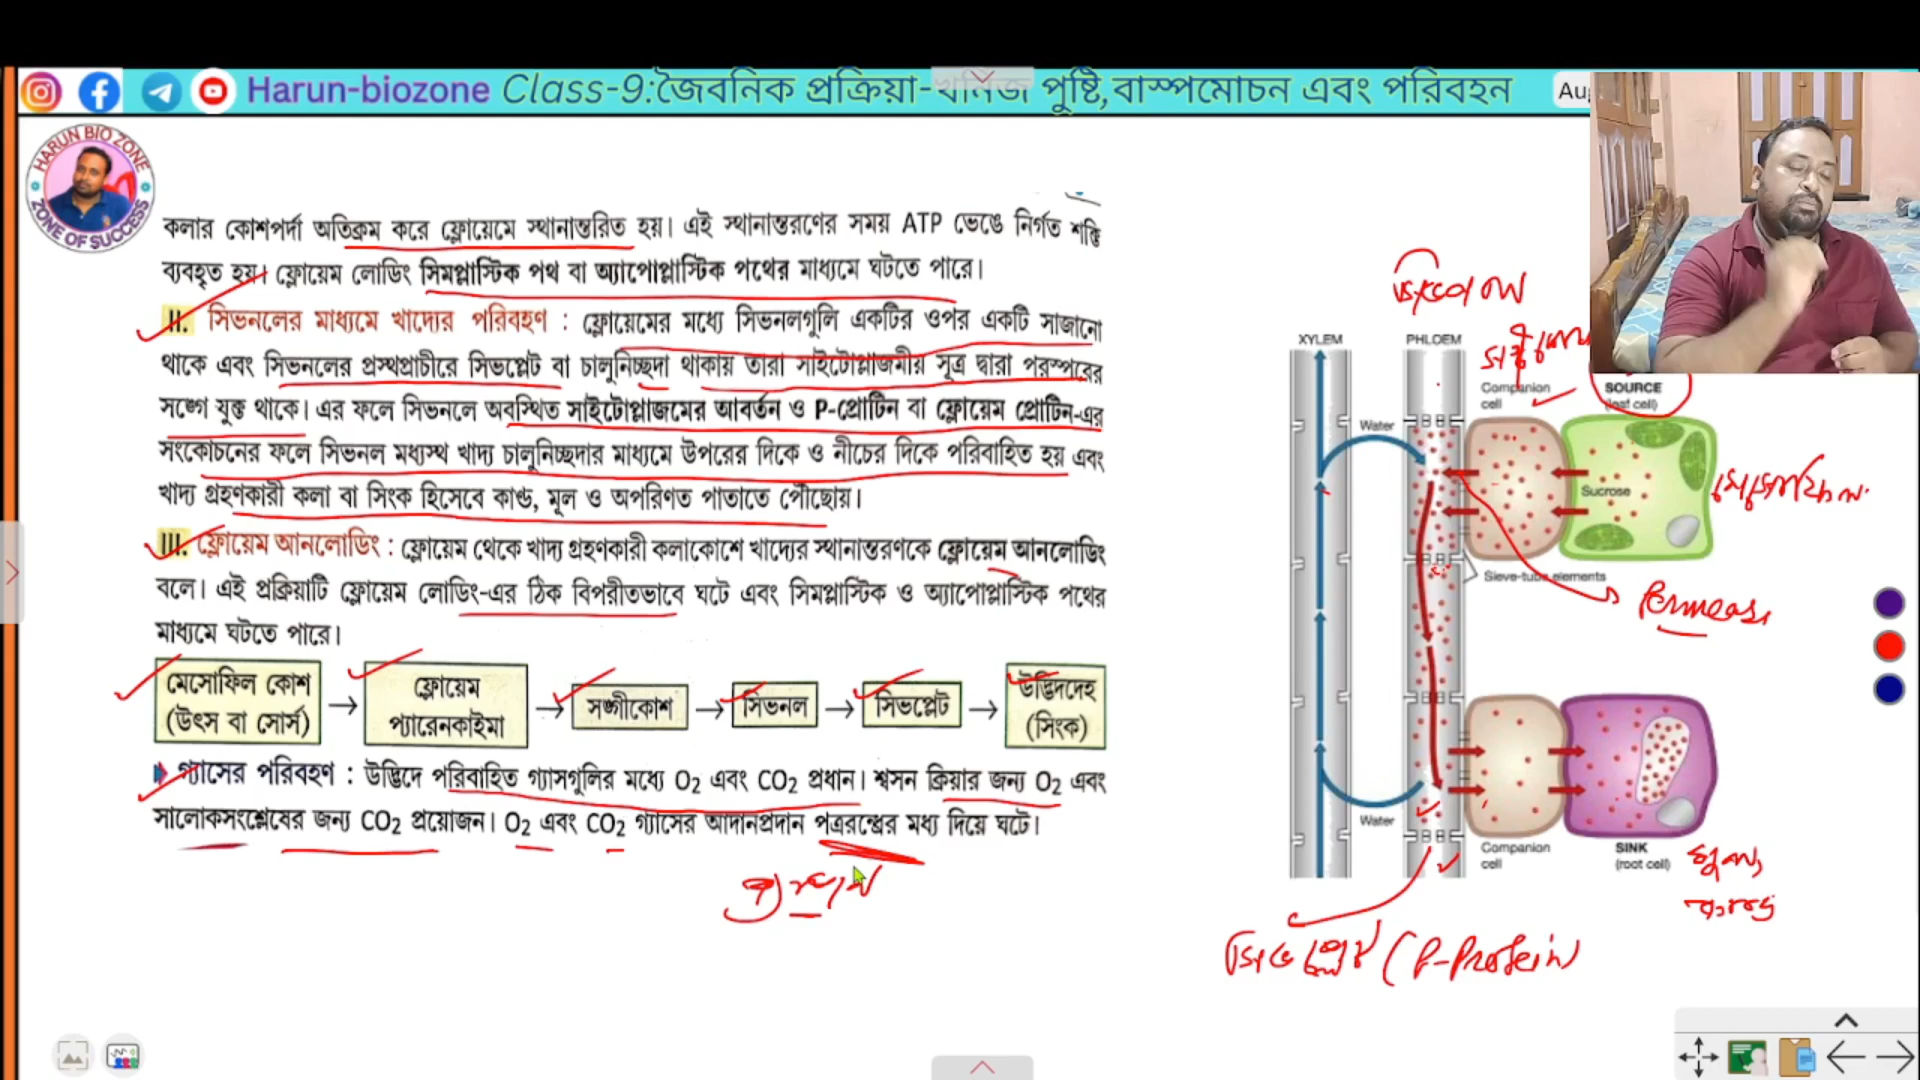 Harun-biozone Class-9:জৈবনিক প্রক্রিয়া-খনিজ পুষ্টি,বাস্পমোচন এবং পরিবহন
Aug
HARUN BIO ZONE
ZONE OF SUCCESS
কলার কোশপর্দা অতিক্রম করে ফ্লোয়েমে স্থানান্তরিত হয়। এই স্থানান্তরণের সময় ATP ভেঙে নির্গত শক্তি
ব্যবহৃত হয়। ফ্লোয়েম লোডিং সিমপ্লাস্টিক পথ বা অ্যাপোপ্লাস্টিক পথের মাধ্যমে ঘটতে পারে।
II. সিভনলের মাধ্যমে খাদ্যের পরিবহণ : ফ্লোয়েমের মধ্যে সিভনলগুলি একটির ওপর একটি সাজানো
থাকে এবং সিভনলের প্রস্থপ্রাচীরে সিভপ্লেট বা চালুনিচ্ছদা থাকায় তারা সাইটোপ্লাজমীয় সূত্র দ্বারা পরস্পরের
সঙ্গে যুক্ত থাকে। এর ফলে সিভনলে অবস্থিত সাইটোপ্লাজমের আবর্তন ও P-প্রোটিন বা ফ্লোয়েম প্রোটিন-এর
সংকোচনের ফলে সিভনল মধ্যস্থ খাদ্য চালুনিচ্ছদার মাধ্যমে উপরের দিকে ও নীচের দিকে পরিবাহিত হয় এবং
খাদ্য গ্রহণকারী কলা বা সিংক হিসেবে কাণ্ড, মূল ও অপরিণত পাতাতে পৌঁছোয়।
III. ফ্লোয়েম আনলোডিং : ফ্লোয়েম থেকে খাদ্য গ্রহণকারী কলাকোশে খাদ্যের স্থানান্তরণকে ফ্লোয়েম আনলোডিং
বলে। এই প্রক্রিয়াটি ফ্লোয়েম লোডিং-এর ঠিক বিপরীতভাবে ঘটে এবং সিমপ্লাস্টিক ও অ্যাপোপ্লাস্টিক পথের
মাধ্যমে ঘটতে পারে।
মেসোফিল কোশ (উৎস বা সোর্স) → ফ্লোয়েম প্যারেনকাইমা → সঙ্গীকোশ → সিভনল → সিভপ্লেট → উদ্ভিদদেহ (সিংক)
গ্যাসের পরিবহণ : উদ্ভিদে পরিবাহিত গ্যাসগুলির মধ্যে O₂ এবং CO₂ প্রধান। শ্বসন ক্রিয়ার জন্য O₂ এবং
সালোকসংশ্লেষের জন্য CO₂ প্রয়োজন। O₂ এবং CO₂ গ্যাসের আদানপ্রদান পত্ররন্ধ্রের মধ্য দিয়ে ঘটে।
XYLEM
PHLOEM
Companion cell
SOURCE
(leaf cell)
Water
Sucrose
Sieve-tube elements
Water
Companion cell
SINK
(root cell)
সিভপ্লেট (P-Protein)